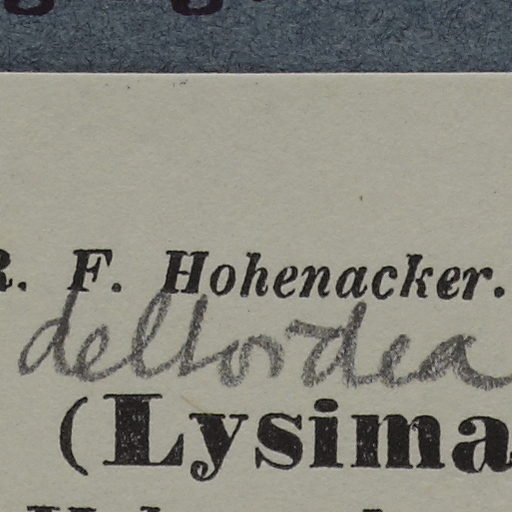 R. F. Hohenacker.
deltoidea
(Lysima